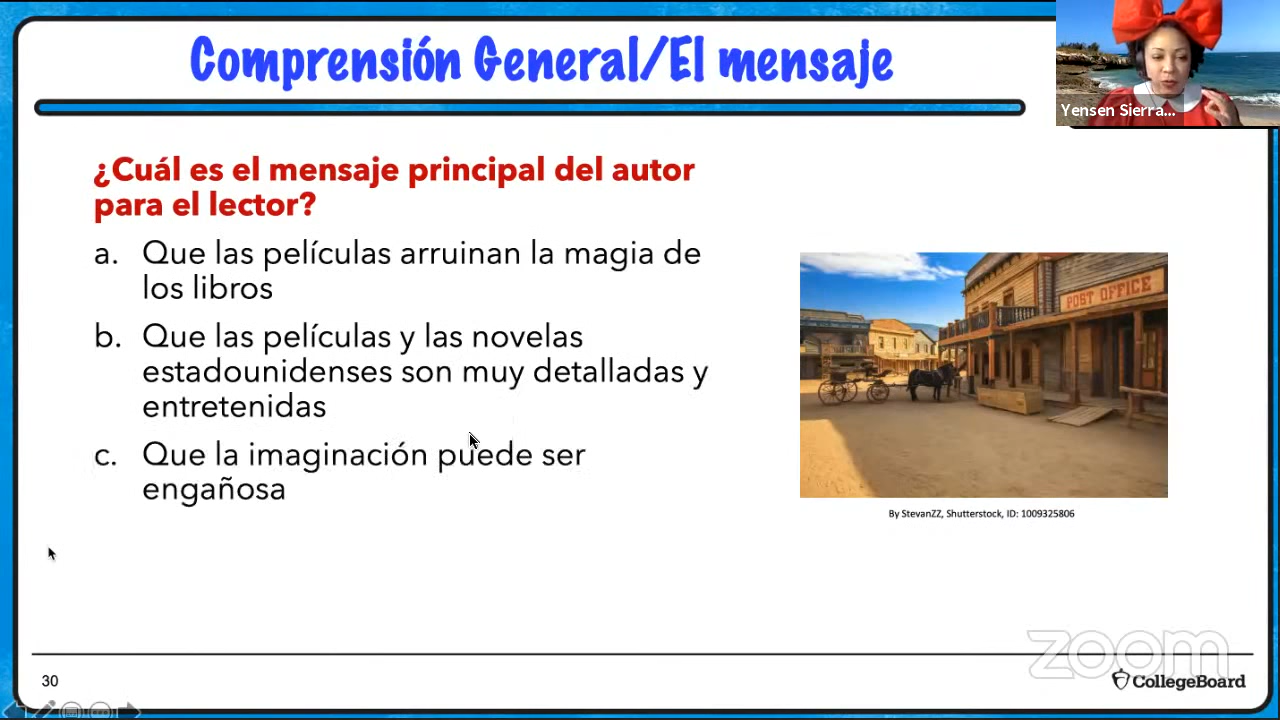 Comprensión General/El mensaje
Yensen Sierra...
¿Cuál es el mensaje principal del autor
para el lector?
a. Que las películas arruinan la magia de
los libros
b. Que las películas y las novelas
estadounidenses son muy detalladas y
entretenidas
c. Que la imaginación puede ser
engañosa
POST OFFICE
By StevanZZ, Shutterstock, ID: 1009325806
zoom
30
CollegeBoard